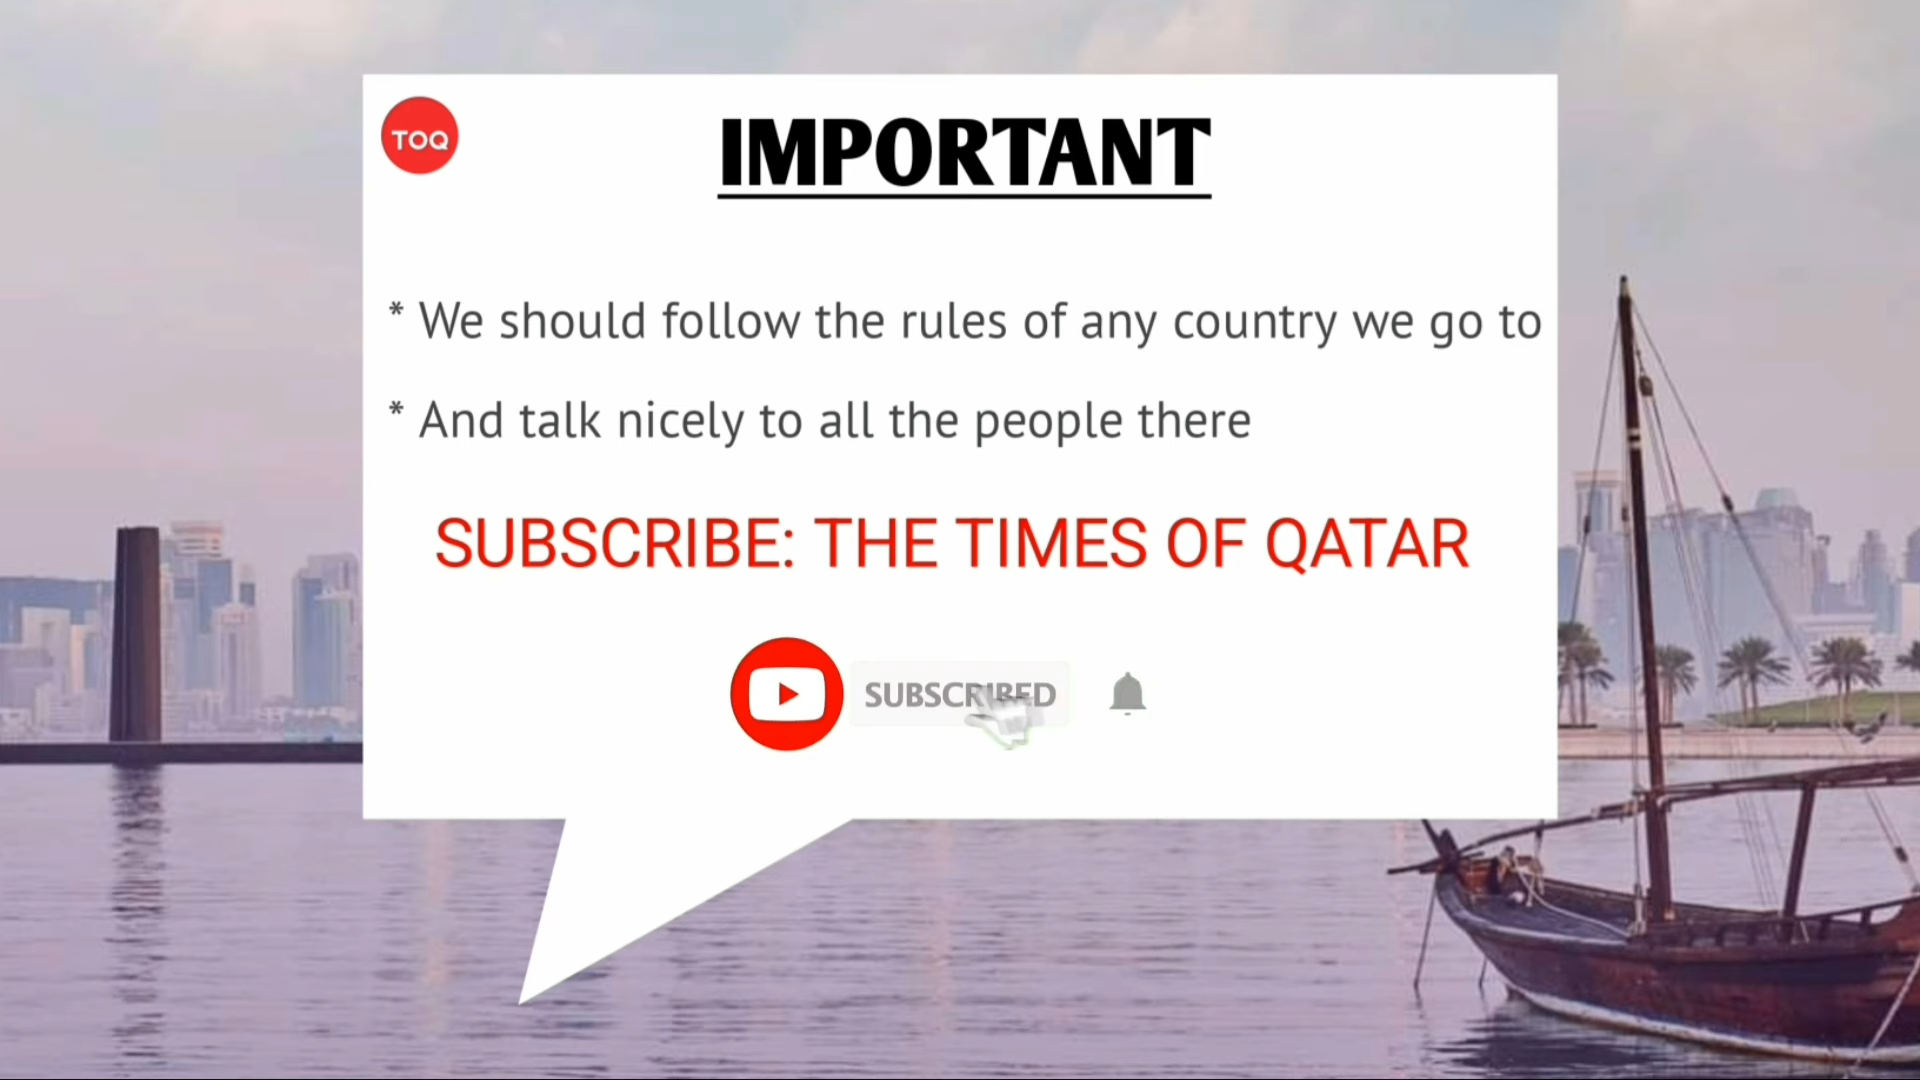 TOQ
IMPORTANT
* We should follow the rules of any country we go to
* And talk nicely to all the people there
SUBSCRIBE: THE TIMES OF QATAR
SUBSCRIBED